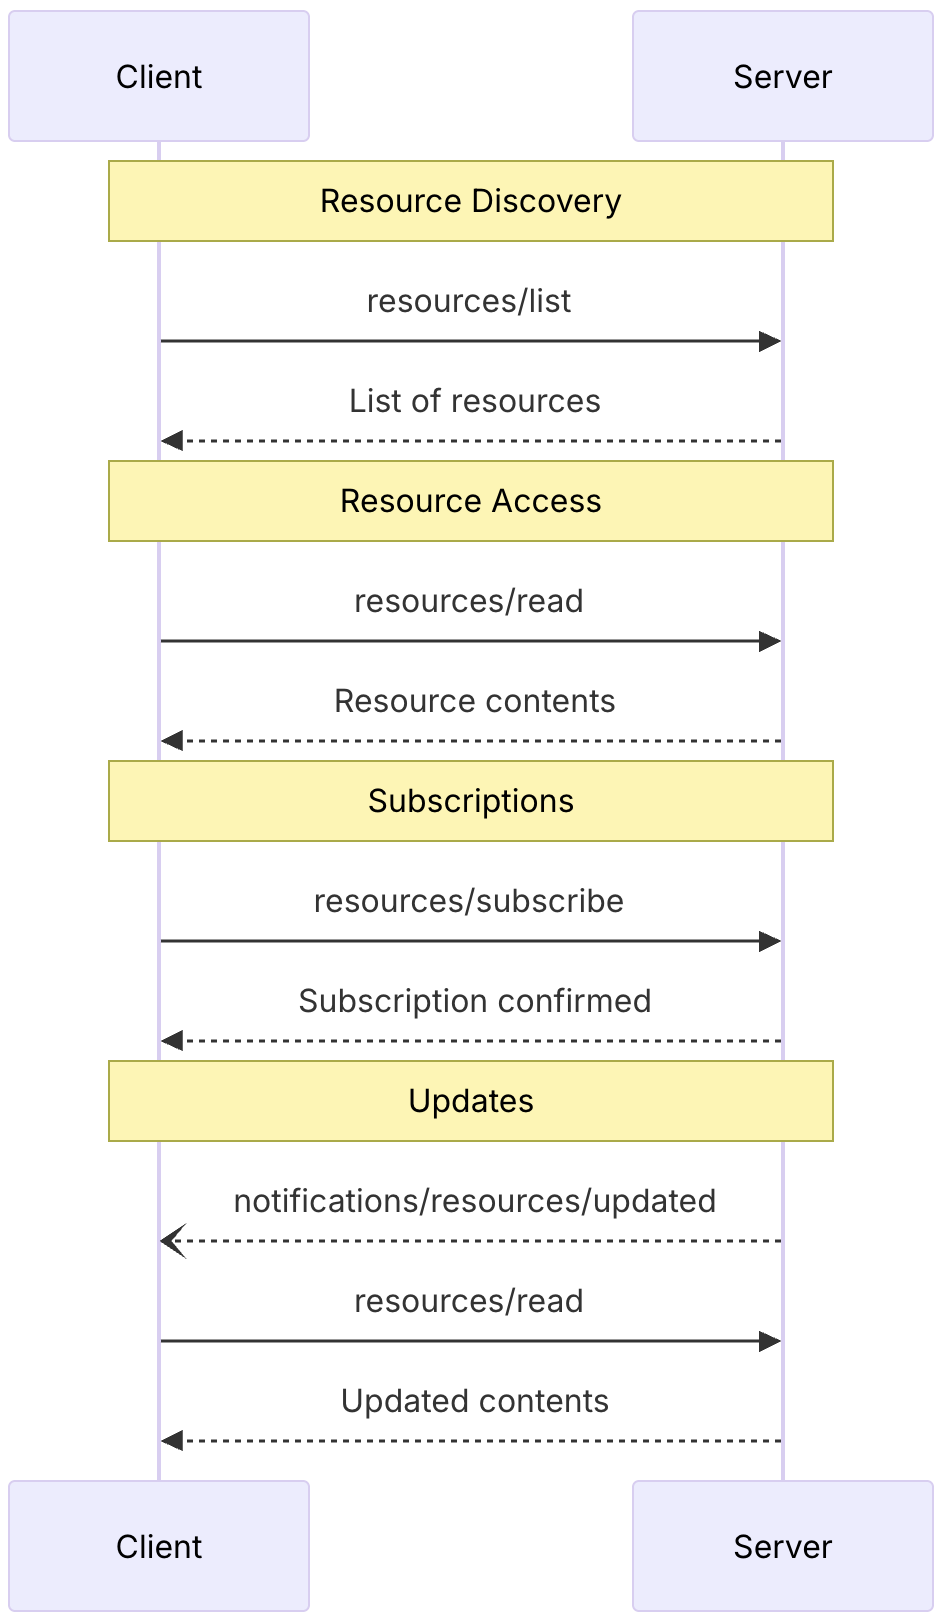 Client
Server
Resource Discovery
resources/list
List of resources
Resource Access
resources/read
Resource contents
Subscriptions
resources/subscribe
Subscription confirmed
Updates
notifications/resources/updated
resources/read
Updated contents
Client
Server